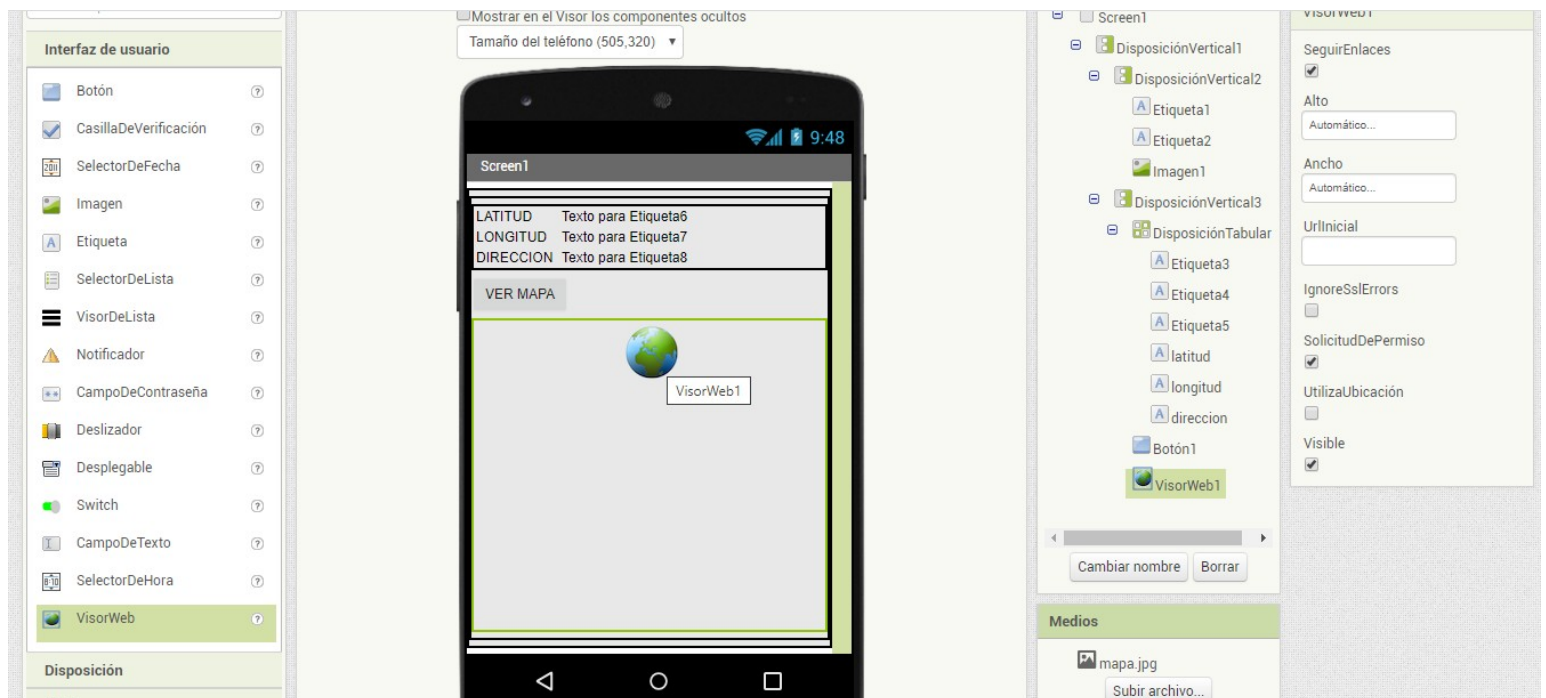 Mostrar en el Visor los componentes ocultos
Tamaño del teléfono (505,320)
Interfaz de usuario
Botón
CasillaDeVerificación
SelectorDeFecha
Imagen
Etiqueta
SelectorDeLista
VisorDeLista
Notificador
CampoDeContraseña
Deslizador
Desplegable
Switch
CampoDeTexto
SelectorDeHora
VisorWeb
Disposición
9:48
Screen1
LATITUD Texto para Etiqueta6
LONGITUD Texto para Etiqueta7
DIRECCION Texto para Etiqueta8
VER MAPA
VisorWeb1
Screen1
DisposiciónVertical1
DisposiciónVertical2
Etiqueta1
Etiqueta2
Imagen1
DisposiciónVertical3
DisposiciónTabular
Etiqueta3
Etiqueta4
Etiqueta5
latitud
longitud
direccion
Botón1
VisorWeb1
Cambiar nombre Borrar
Medios
mapa.jpg
Subir archivo...
VisorWeb1
SeguirEnlaces
Alto
Automático...
Ancho
Automático...
UrlInicial
IgnoreSslErrors
SolicitudDePermiso
UtilizaUbicación
Visible